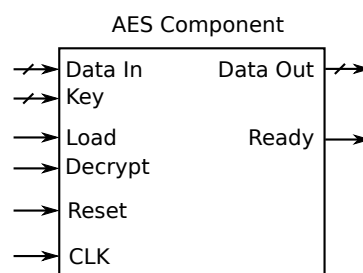 AES Component
Data In
Data Out
Key
Load
Ready
Decrypt
Reset
CLK